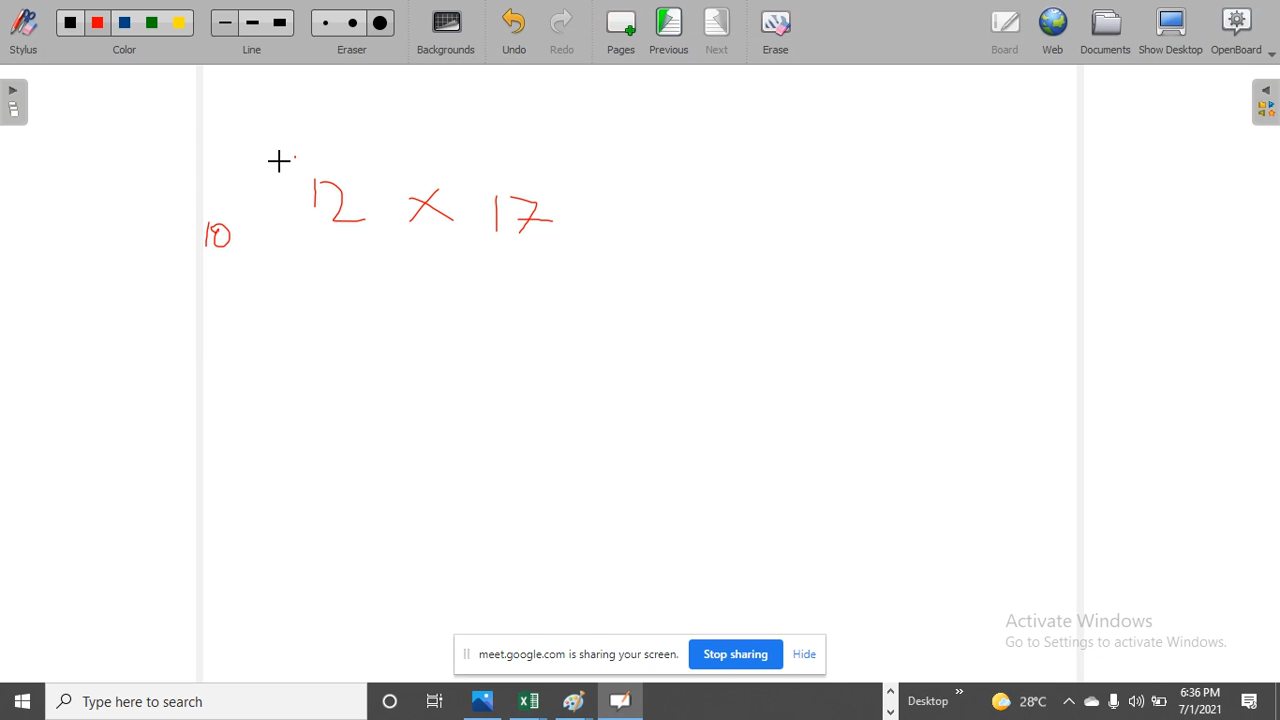 Stylus Color Line Eraser Backgrounds Undo Redo Pages Previous Next Erase Board Web Documents Show Desktop OpenBoard
12 × 17
10
Activate Windows
Go to Settings to activate Windows.
meet.google.com is sharing your screen. Stop sharing Hide
Type here to search Desktop 28°C 6:36 PM
7/1/2021